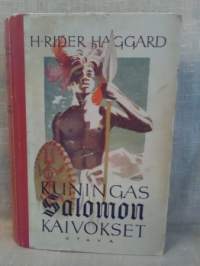 H·RIDER HAGGARD
KUNINGAS
Salomon
KAIVOKSET
OTAVA